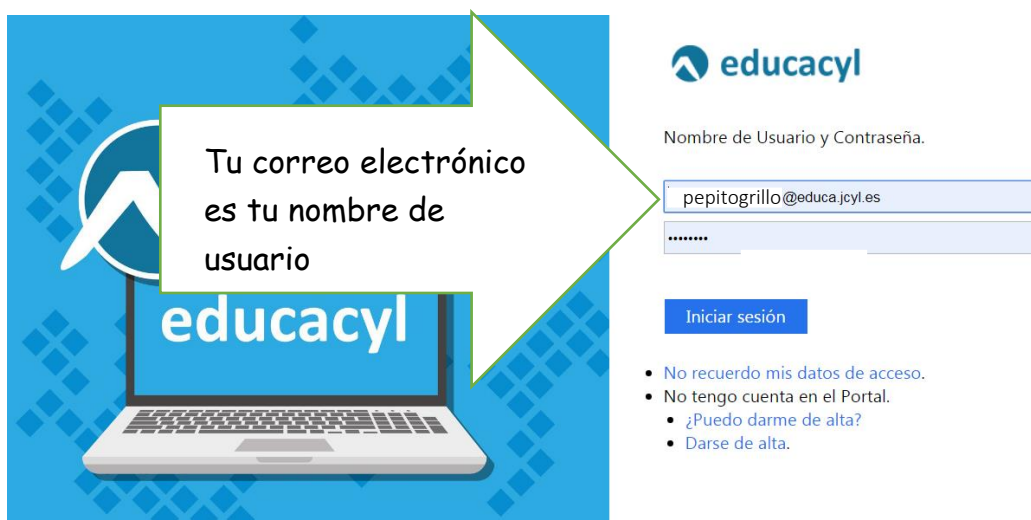 Tu correo electrónico
es tu nombre de
usuario
educacyl
educacyl
Nombre de Usuario y Contraseña.
pepitogrillo@educa.jcyl.es
••••••••
Iniciar sesión
• No recuerdo mis datos de acceso.
• No tengo cuenta en el Portal.
• ¿Puedo darme de alta?
• Darse de alta.